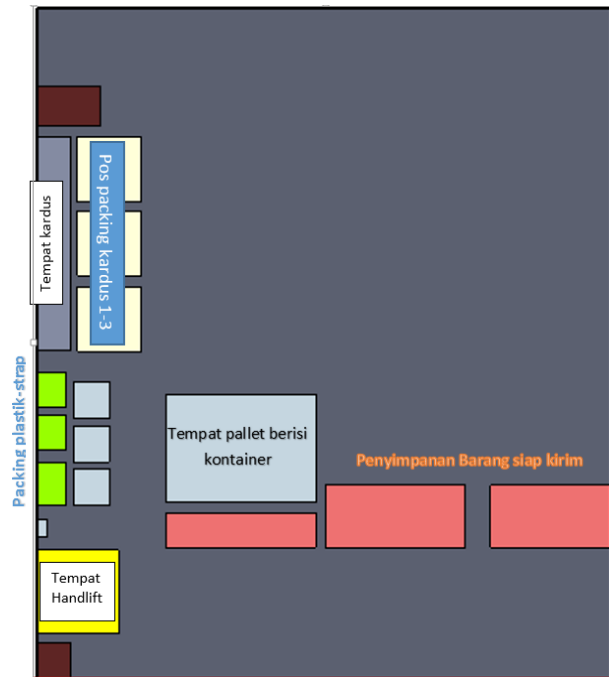 Tempat kardus
Pos packing kardus 1-3
Packing plastik-strap
Tempat pallet berisi
kontainer
Penyimpanan Barang siap kirim
Tempat
Handlift